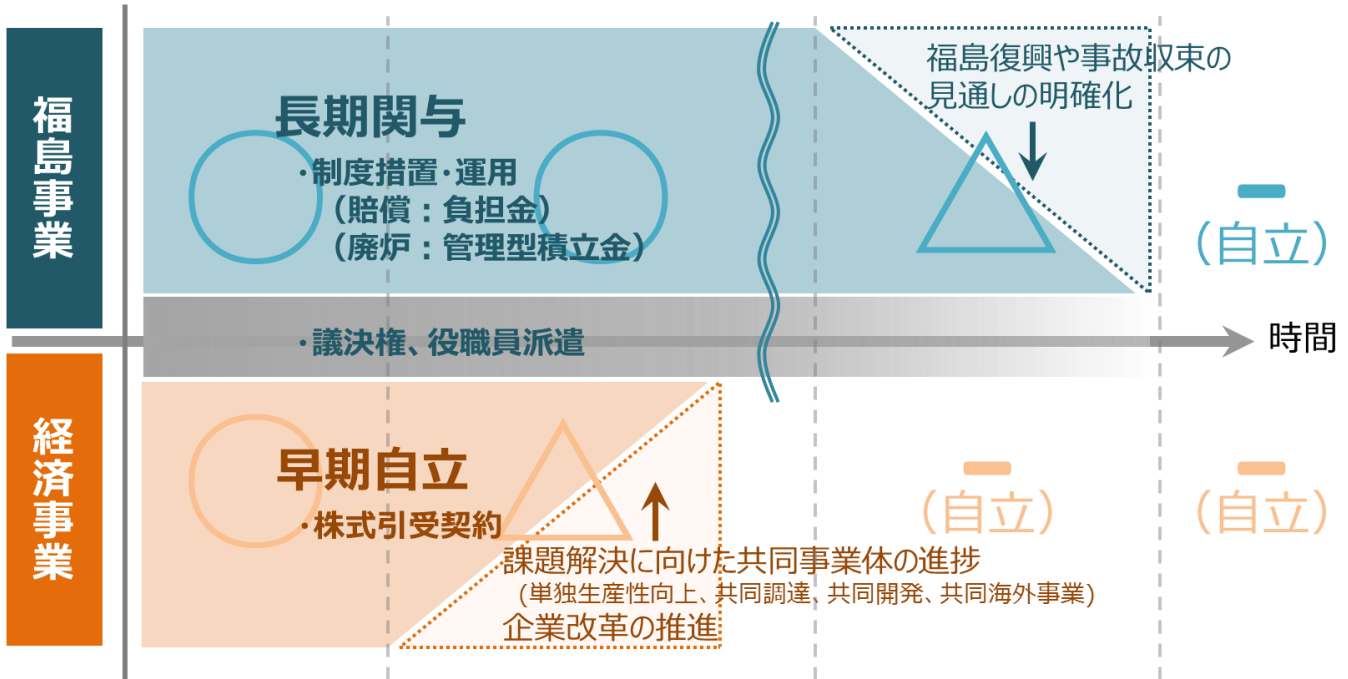 福島事業
長期関与
・制度措置・運用
（賠償：負担金）
（廃炉：管理型積立金）
福島復興や事故収束の
見通しの明確化
（自立）
・議決権、役職員派遣
時間
経済事業
早期自立
・株式引受契約
課題解決に向けた共同事業体の進捗
(単独生産性向上、共同調達、共同開発、共同海外事業)
企業改革の推進
（自立）
（自立）